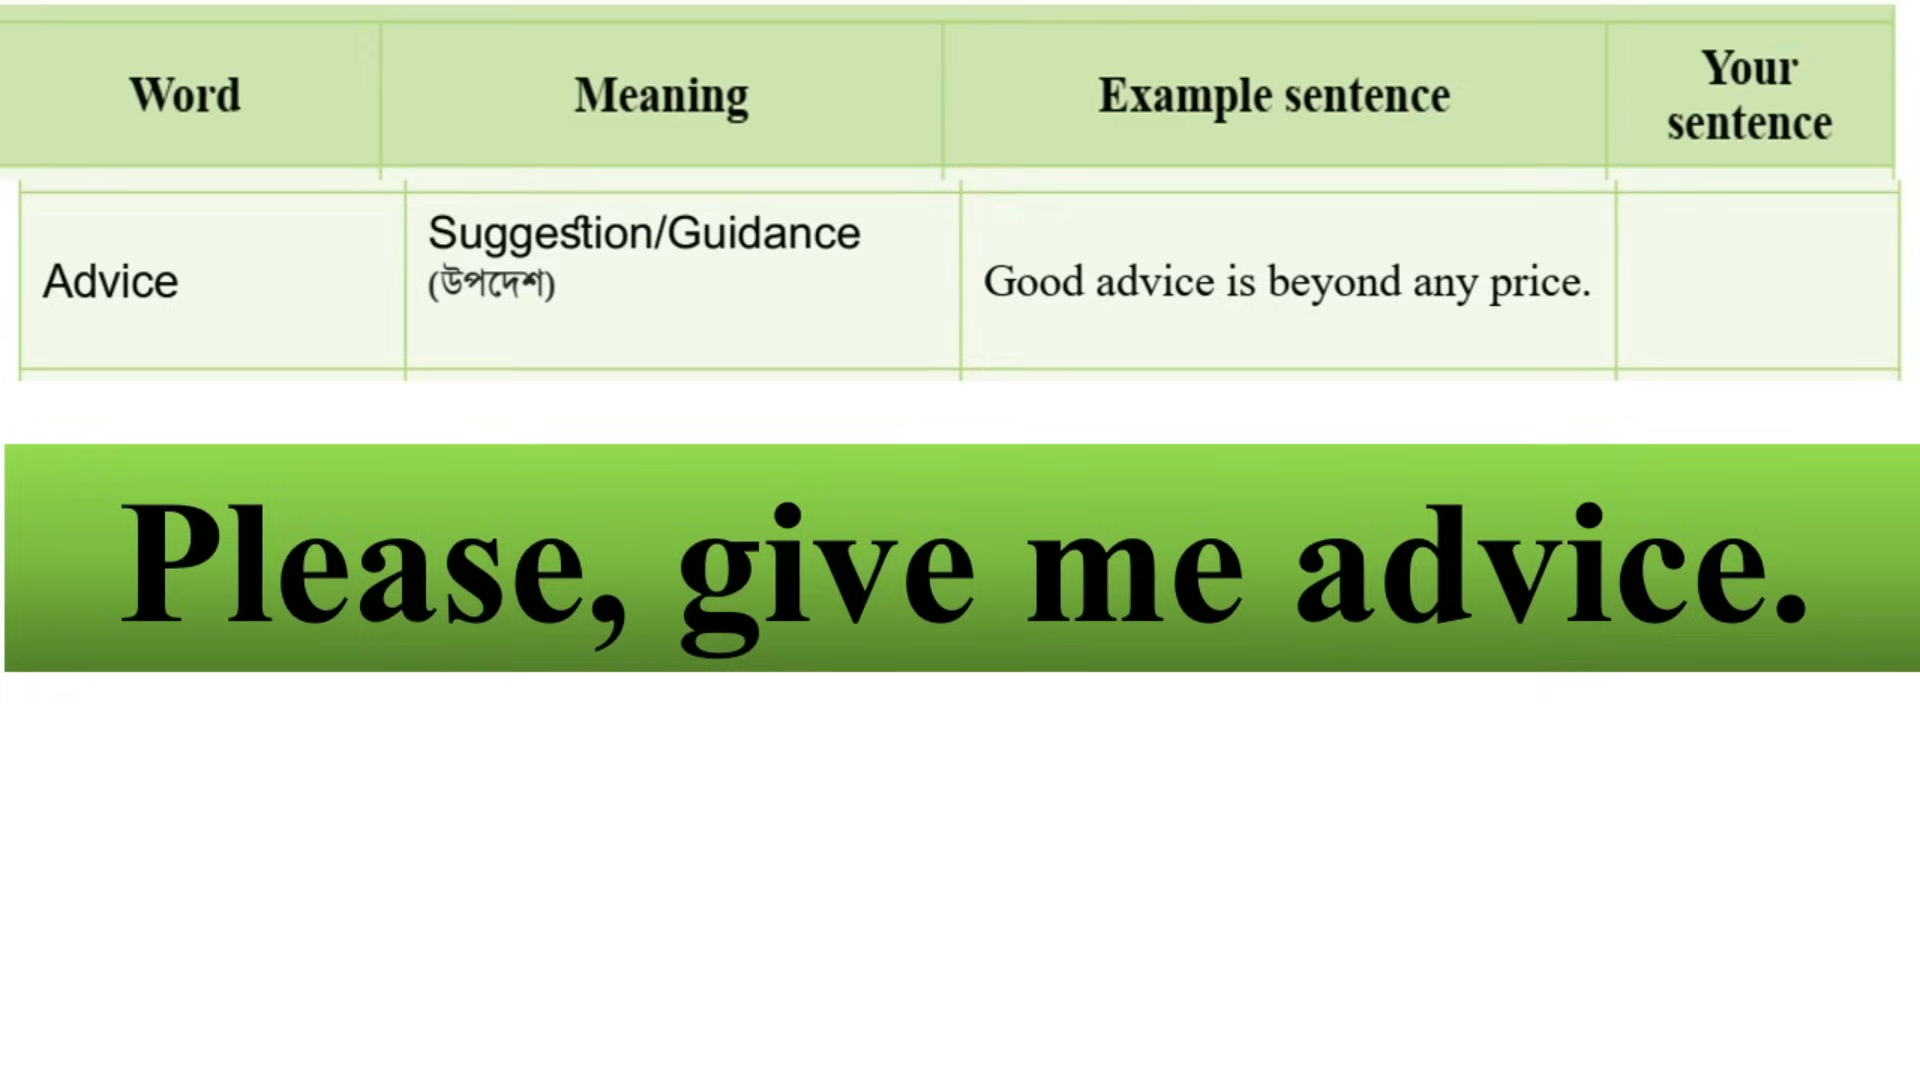 Word Meaning Example sentence Your sentence
Advice Suggestion/Guidance (উপদেশ) Good advice is beyond any price.
Please, give me advice.